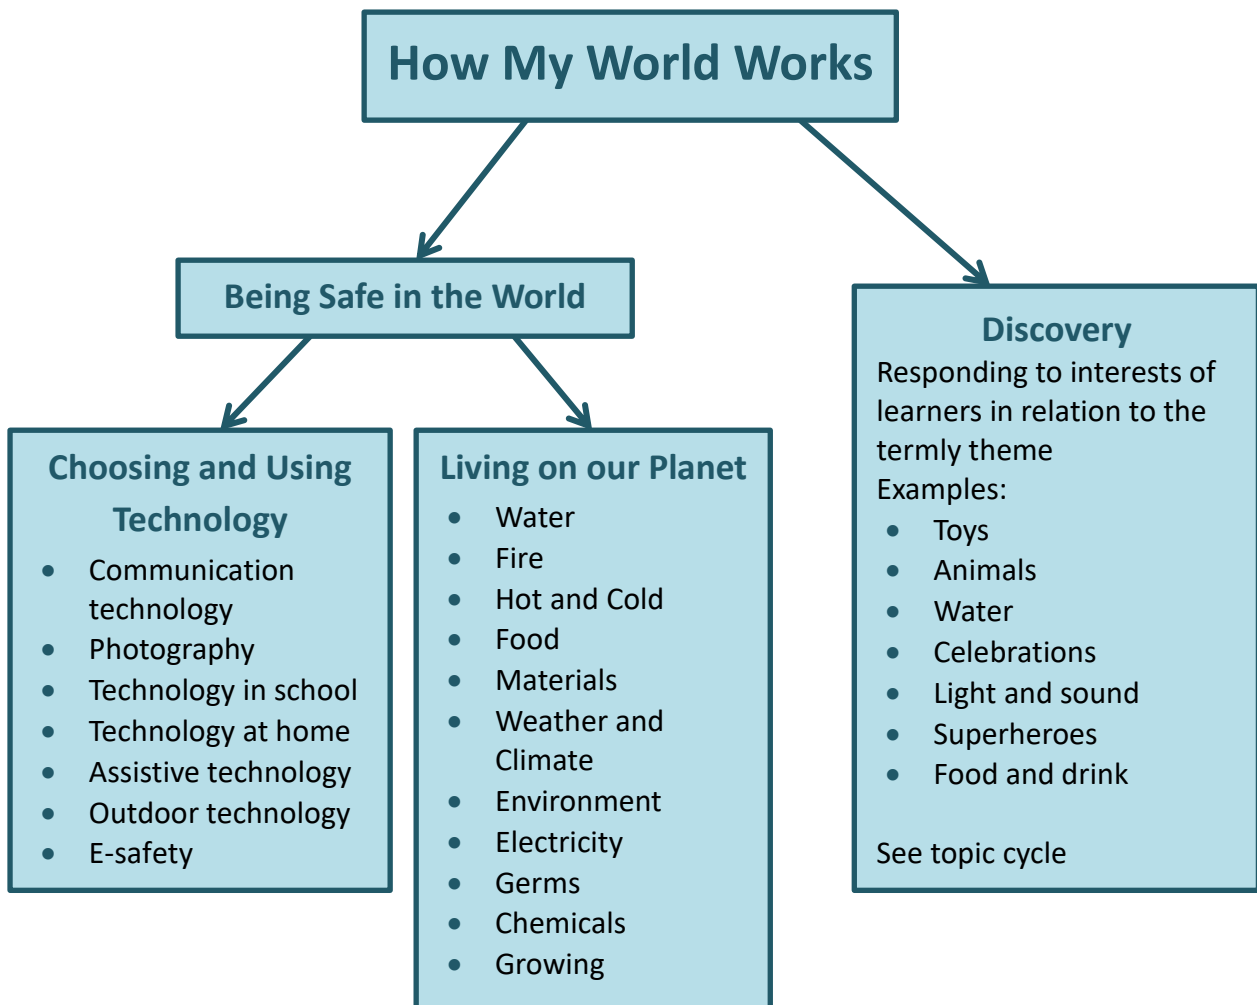 How My World Works
Being Safe in the World
Choosing and Using
Technology
• Communication
technology
• Photography
• Technology in school
• Technology at home
• Assistive technology
• Outdoor technology
• E-safety
Living on our Planet
• Water
• Fire
• Hot and Cold
• Food
• Materials
• Weather and
Climate
• Environment
• Electricity
• Germs
• Chemicals
• Growing
Discovery
Responding to interests of
learners in relation to the
termly theme
Examples:
• Toys
• Animals
• Water
• Celebrations
• Light and sound
• Superheroes
• Food and drink
See topic cycle